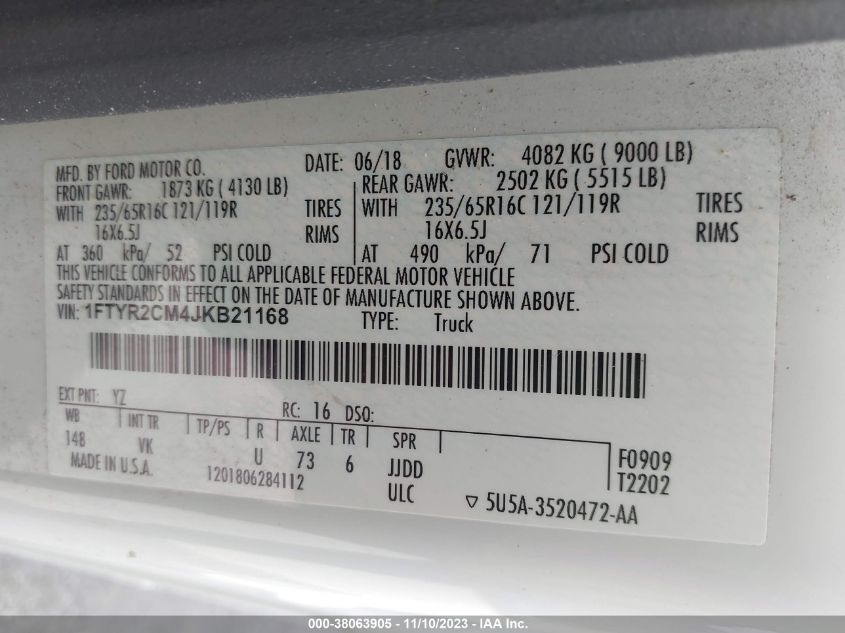 MFD. BY FORD MOTOR CO. DATE: 06/18 GVWR: 4082 KG ( 9000 LB)
FRONT GAWR: 1873 KG ( 4130 LB) REAR GAWR: 2502 KG ( 5515 LB)
WITH 235/65R16C 121/119R TIRES WITH 235/65R16C 121/119R TIRES
16X6.5J RIMS 16X6.5J RIMS
AT 360 kPa/ 52 PSI COLD AT 490 kPa/ 71 PSI COLD
THIS VEHICLE CONFORMS TO ALL APPLICABLE FEDERAL MOTOR VEHICLE
SAFETY STANDARDS IN EFFECT ON THE DATE OF MANUFACTURE SHOWN ABOVE.
VIN: 1FTYR2CM4JKB21168 TYPE: Truck
EXT PNT: YZ RC: 16 DSO:
WB INT TR TP/PS R AXLE TR SPR
148 VK U 73 6 JJDD F0909
MADE IN U.S.A. 1201806284112 ULC T2202
▽ 5U5A-3520472-AA
000-38063905 - 11/10/2023 - IAA Inc.